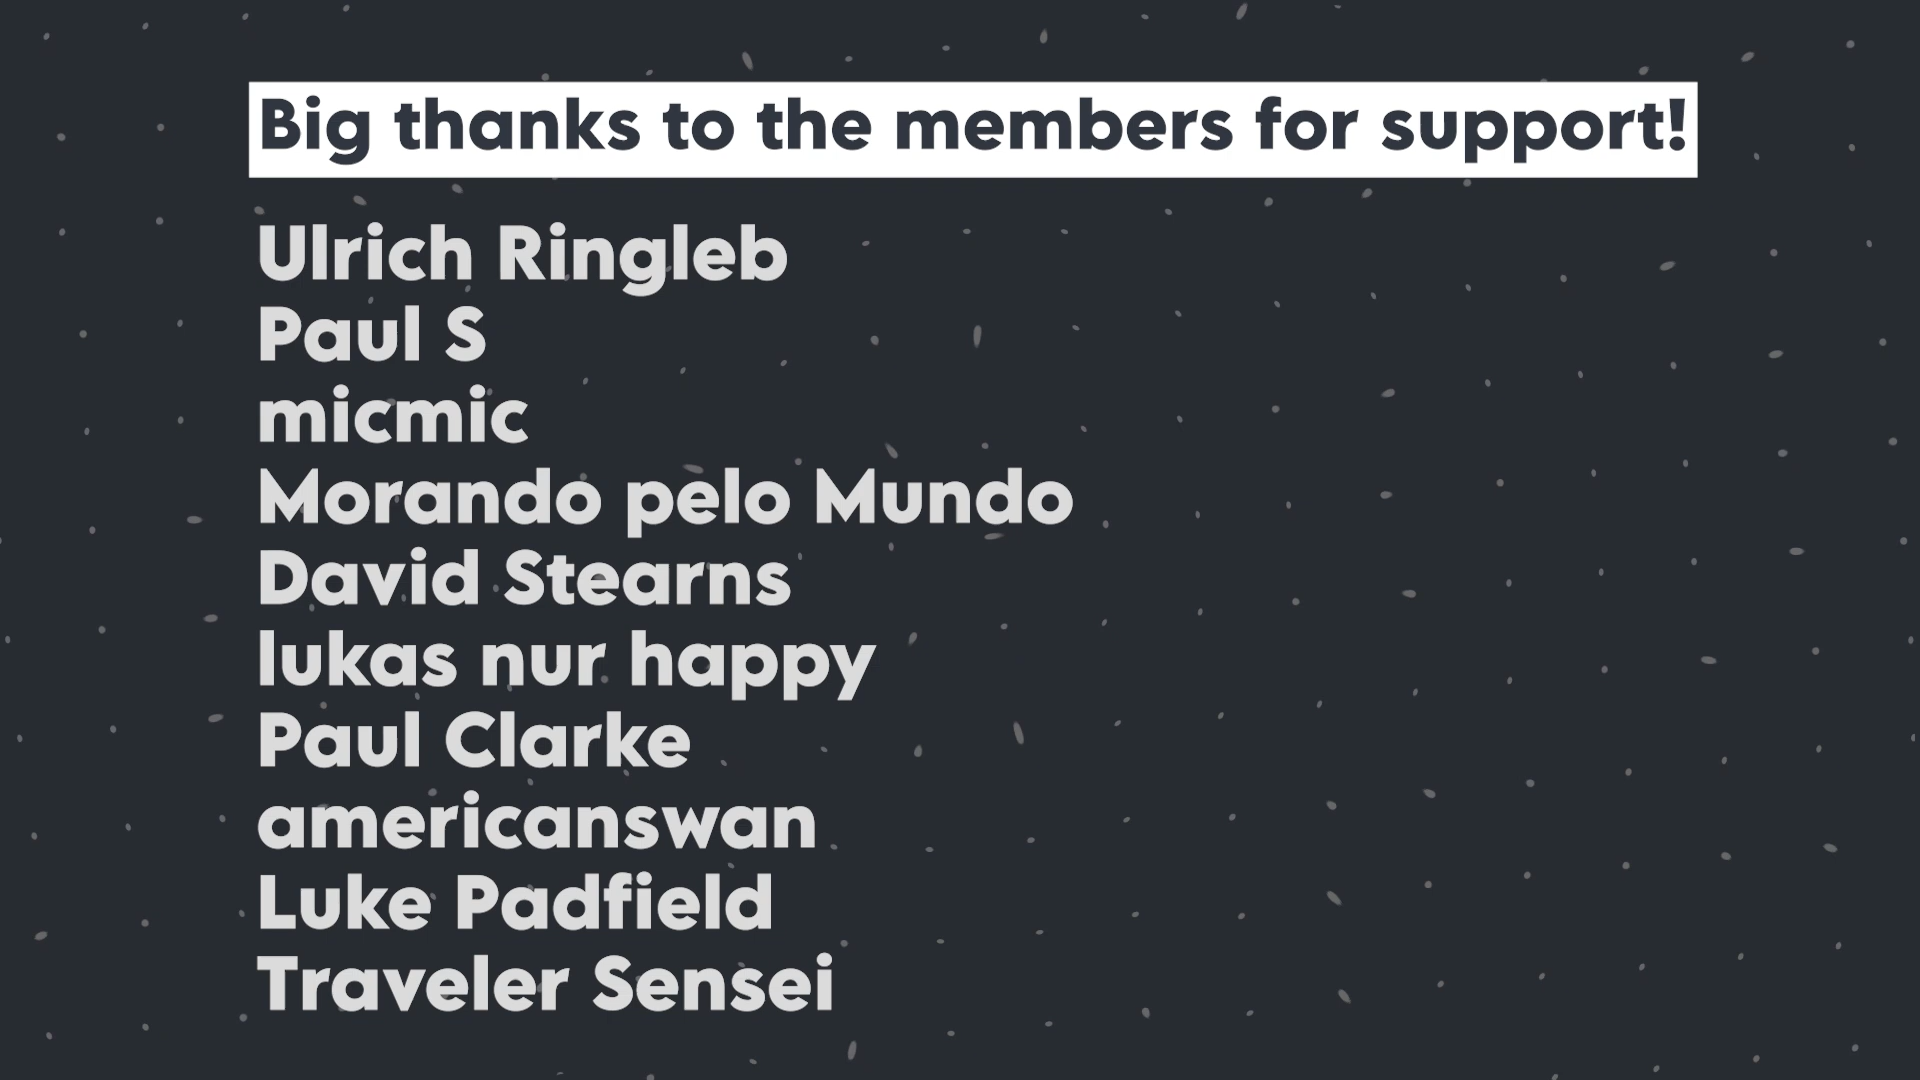 Big thanks to the members for support!
Ulrich Ringleb
Paul S
micmic
Morando pelo Mundo
David Stearns
lukas nur happy
Paul Clarke
americanswan
Luke Padfield
Traveler Sensei